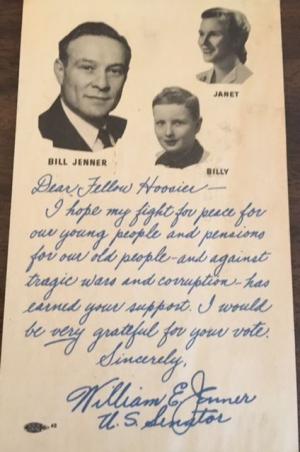 JANET
BILL JENNER
BILLY
Dear Fellow Hoosier—
I hope my fight for peace for
our young people and pensions
for our old people—and against
tragic wars and corruption—has
earned your support. I would
be very grateful for your vote.
Sincerely,
William E. Jenner
U.S. Senator